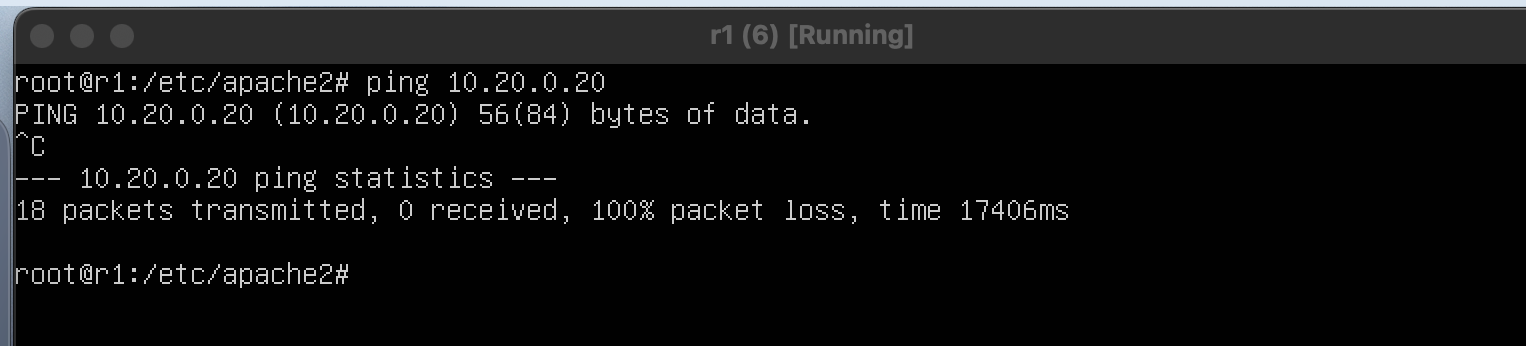 r1 (6) [Running]
root@r1:/etc/apache2# ping 10.20.0.20
PING 10.20.0.20 (10.20.0.20) 56(84) bytes of data.
^C
--- 10.20.0.20 ping statistics ---
18 packets transmitted, 0 received, 100% packet loss, time 17406ms
root@r1:/etc/apache2#